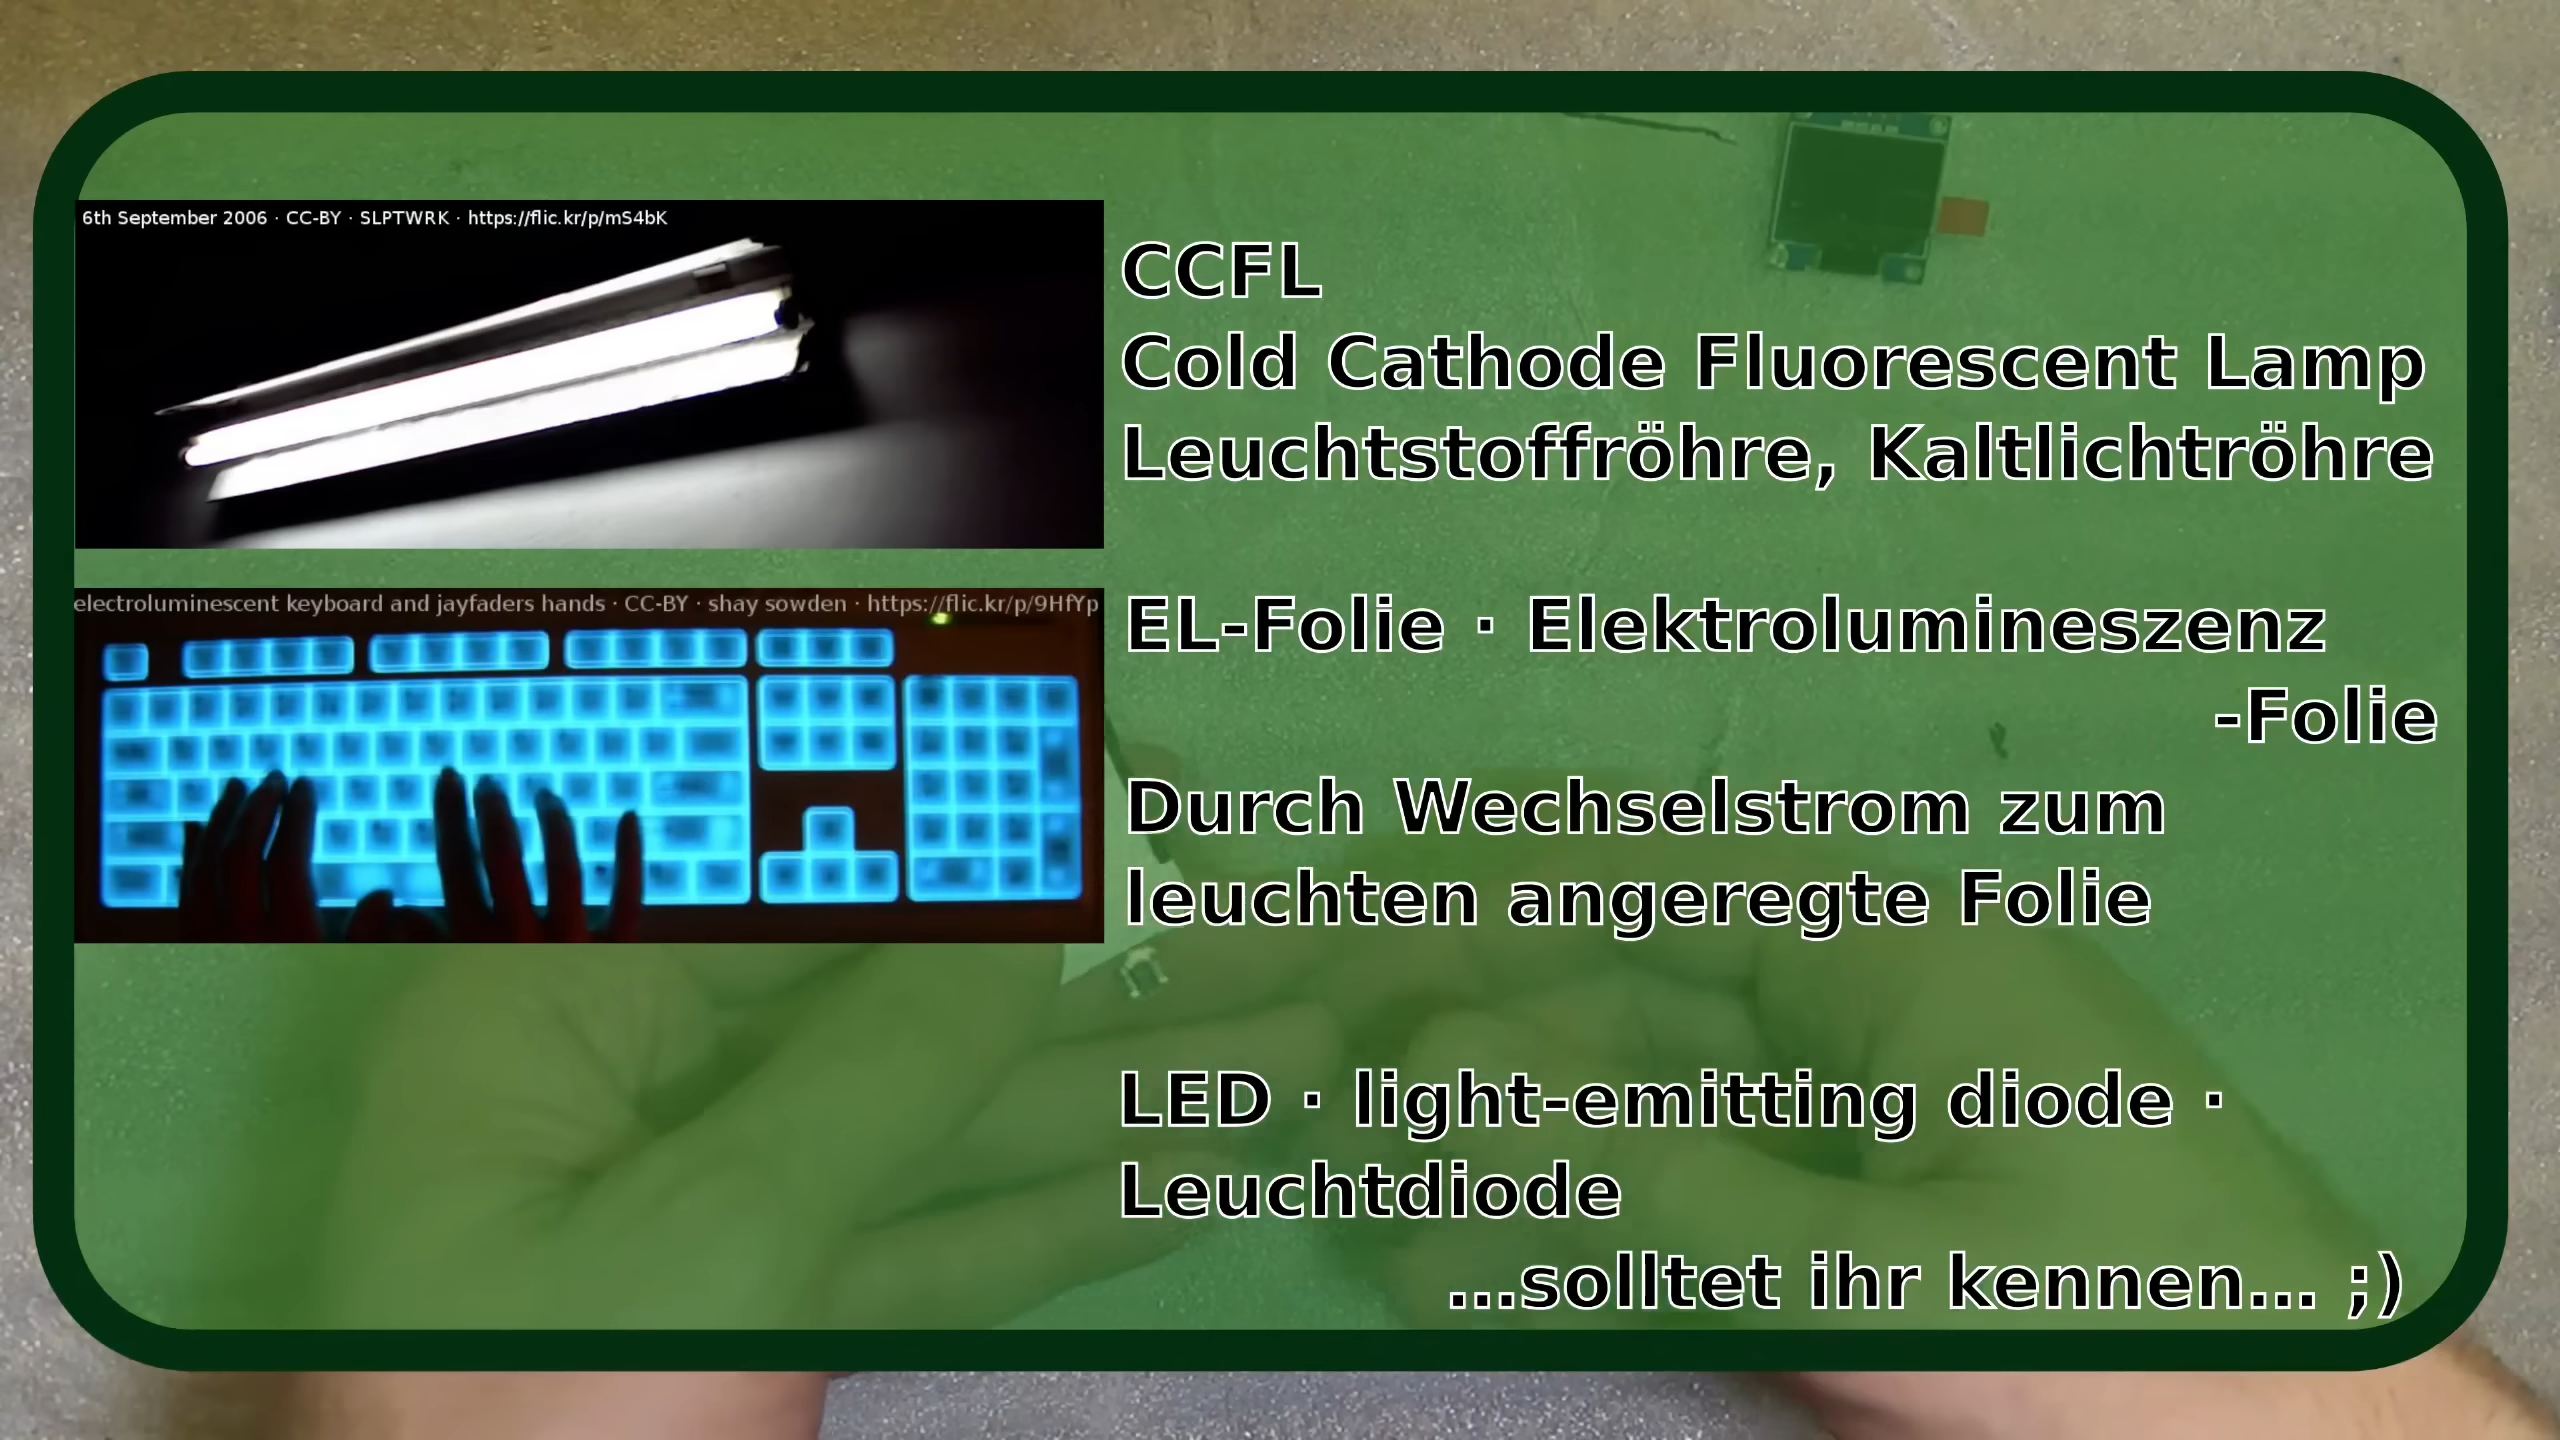 6th September 2006 · CC-BY · SLPTWRK · https://flic.kr/p/mS4bK
CCFL
Cold Cathode Fluorescent Lamp
Leuchtstoffröhre, Kaltlichtröhre
electroluminescent keyboard and jayfaders hands · CC-BY · shay sowden · https://flic.kr/p/9HfYp
EL-Folie · Elektrolumineszenz
-Folie
Durch Wechselstrom zum
leuchten angeregte Folie
LED · light-emitting diode ·
Leuchtdiode
...solltet ihr kennen... ;)